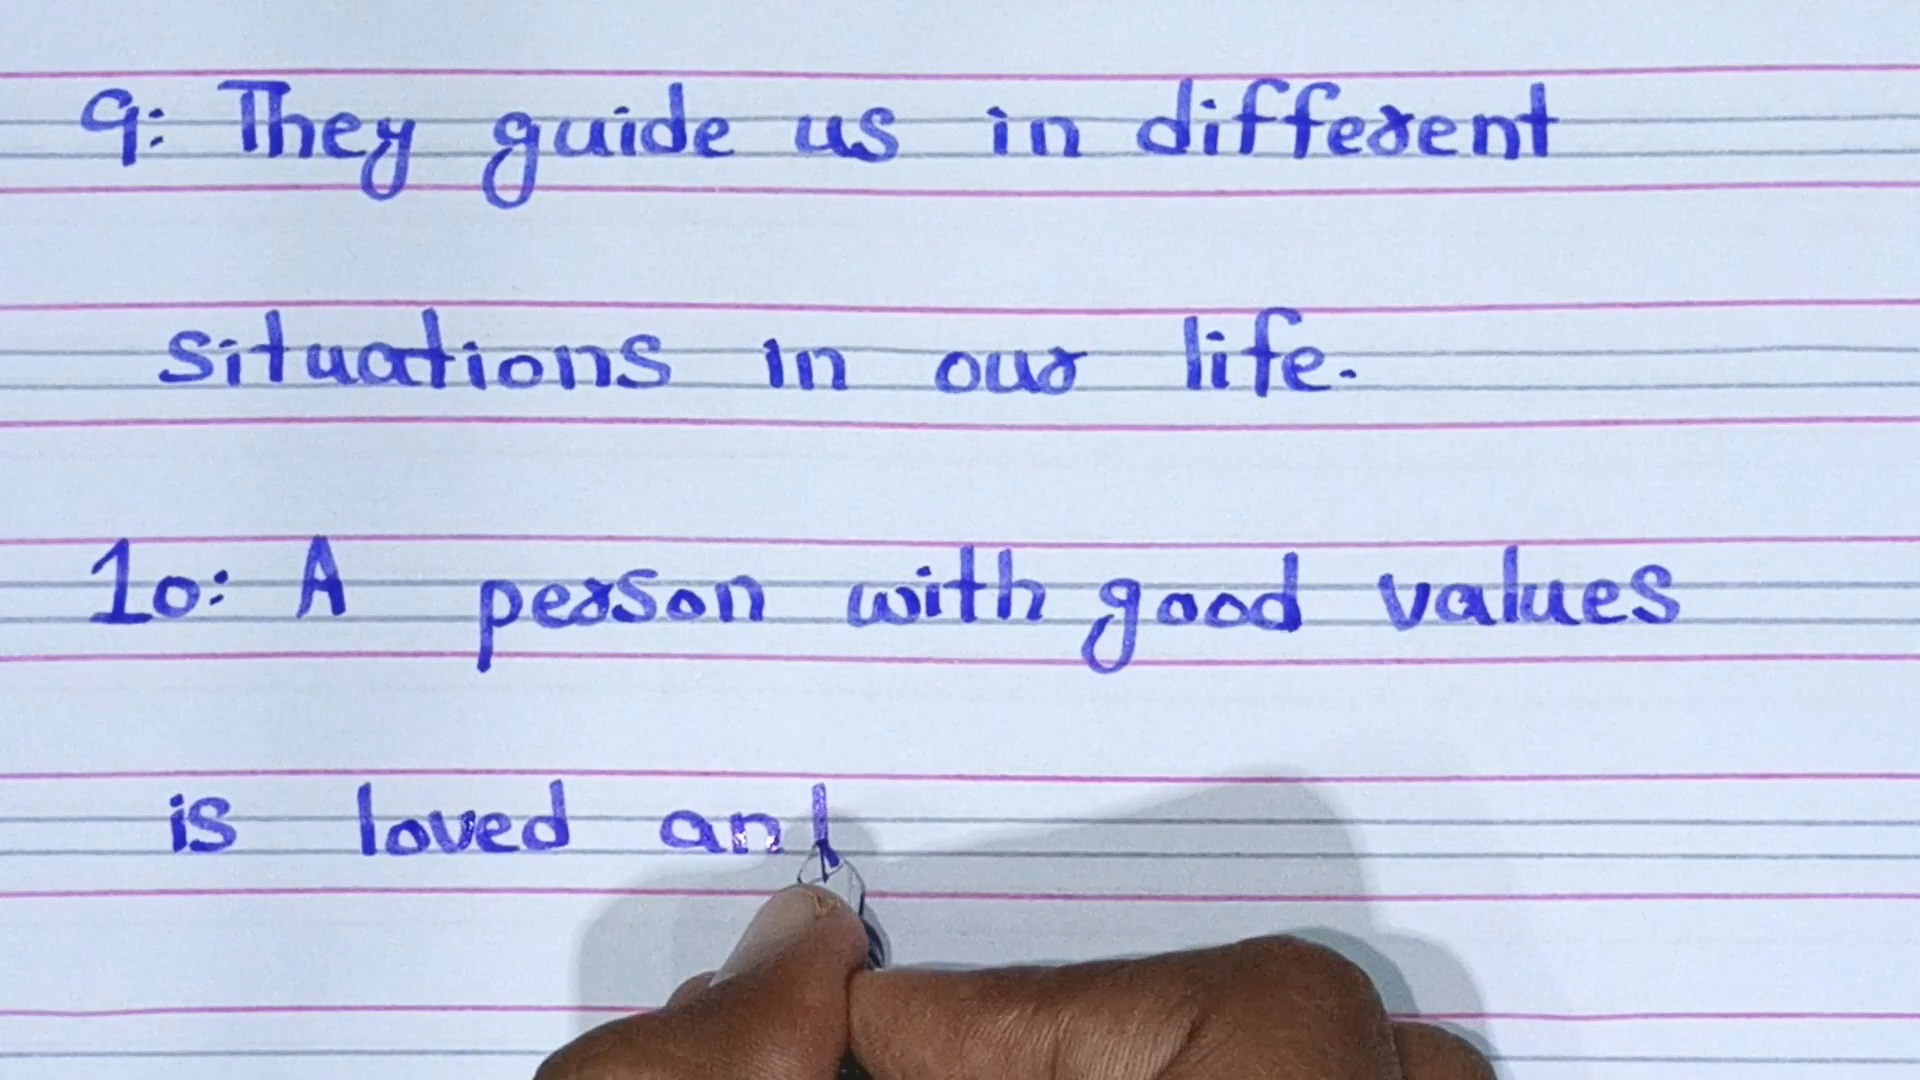 9: They guide us in different
situations in our life.
10: A person with good values
is loved an